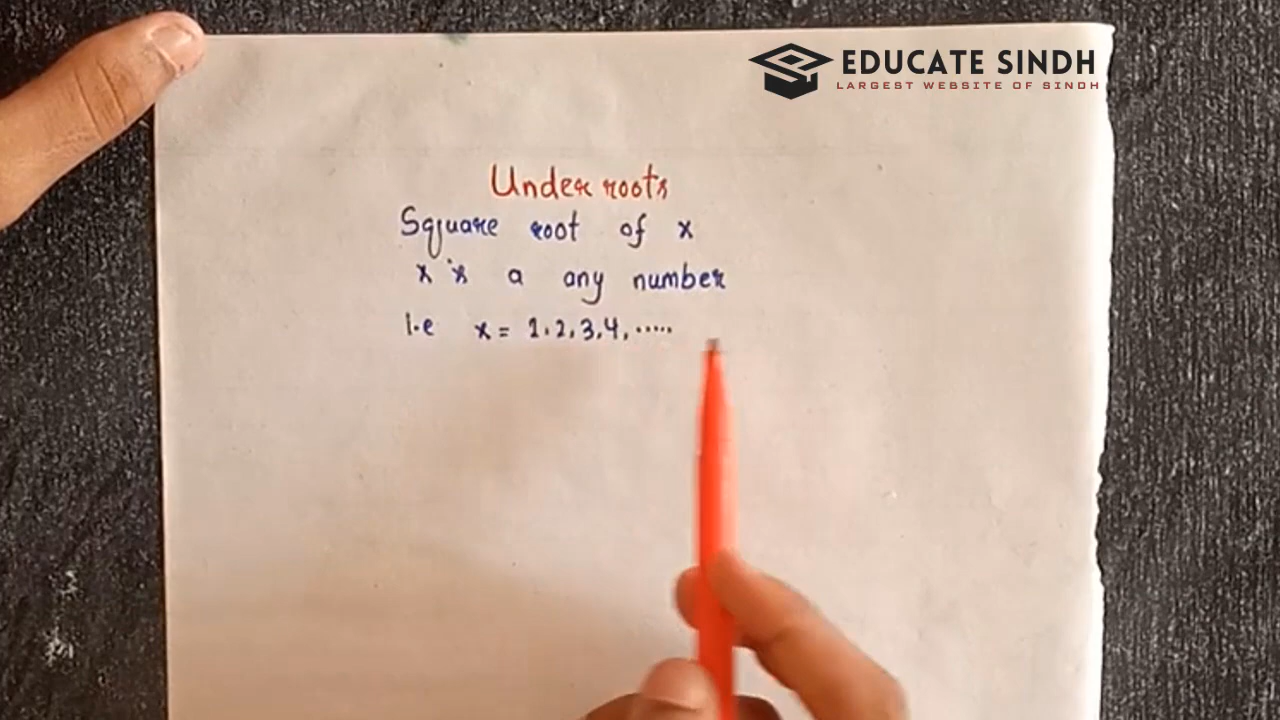 EDUCATE SINDH
LARGEST WEBSITE OF SINDH
Under roots
Square root of x
x is a any number
i.e x = 1,2,3,4,.....